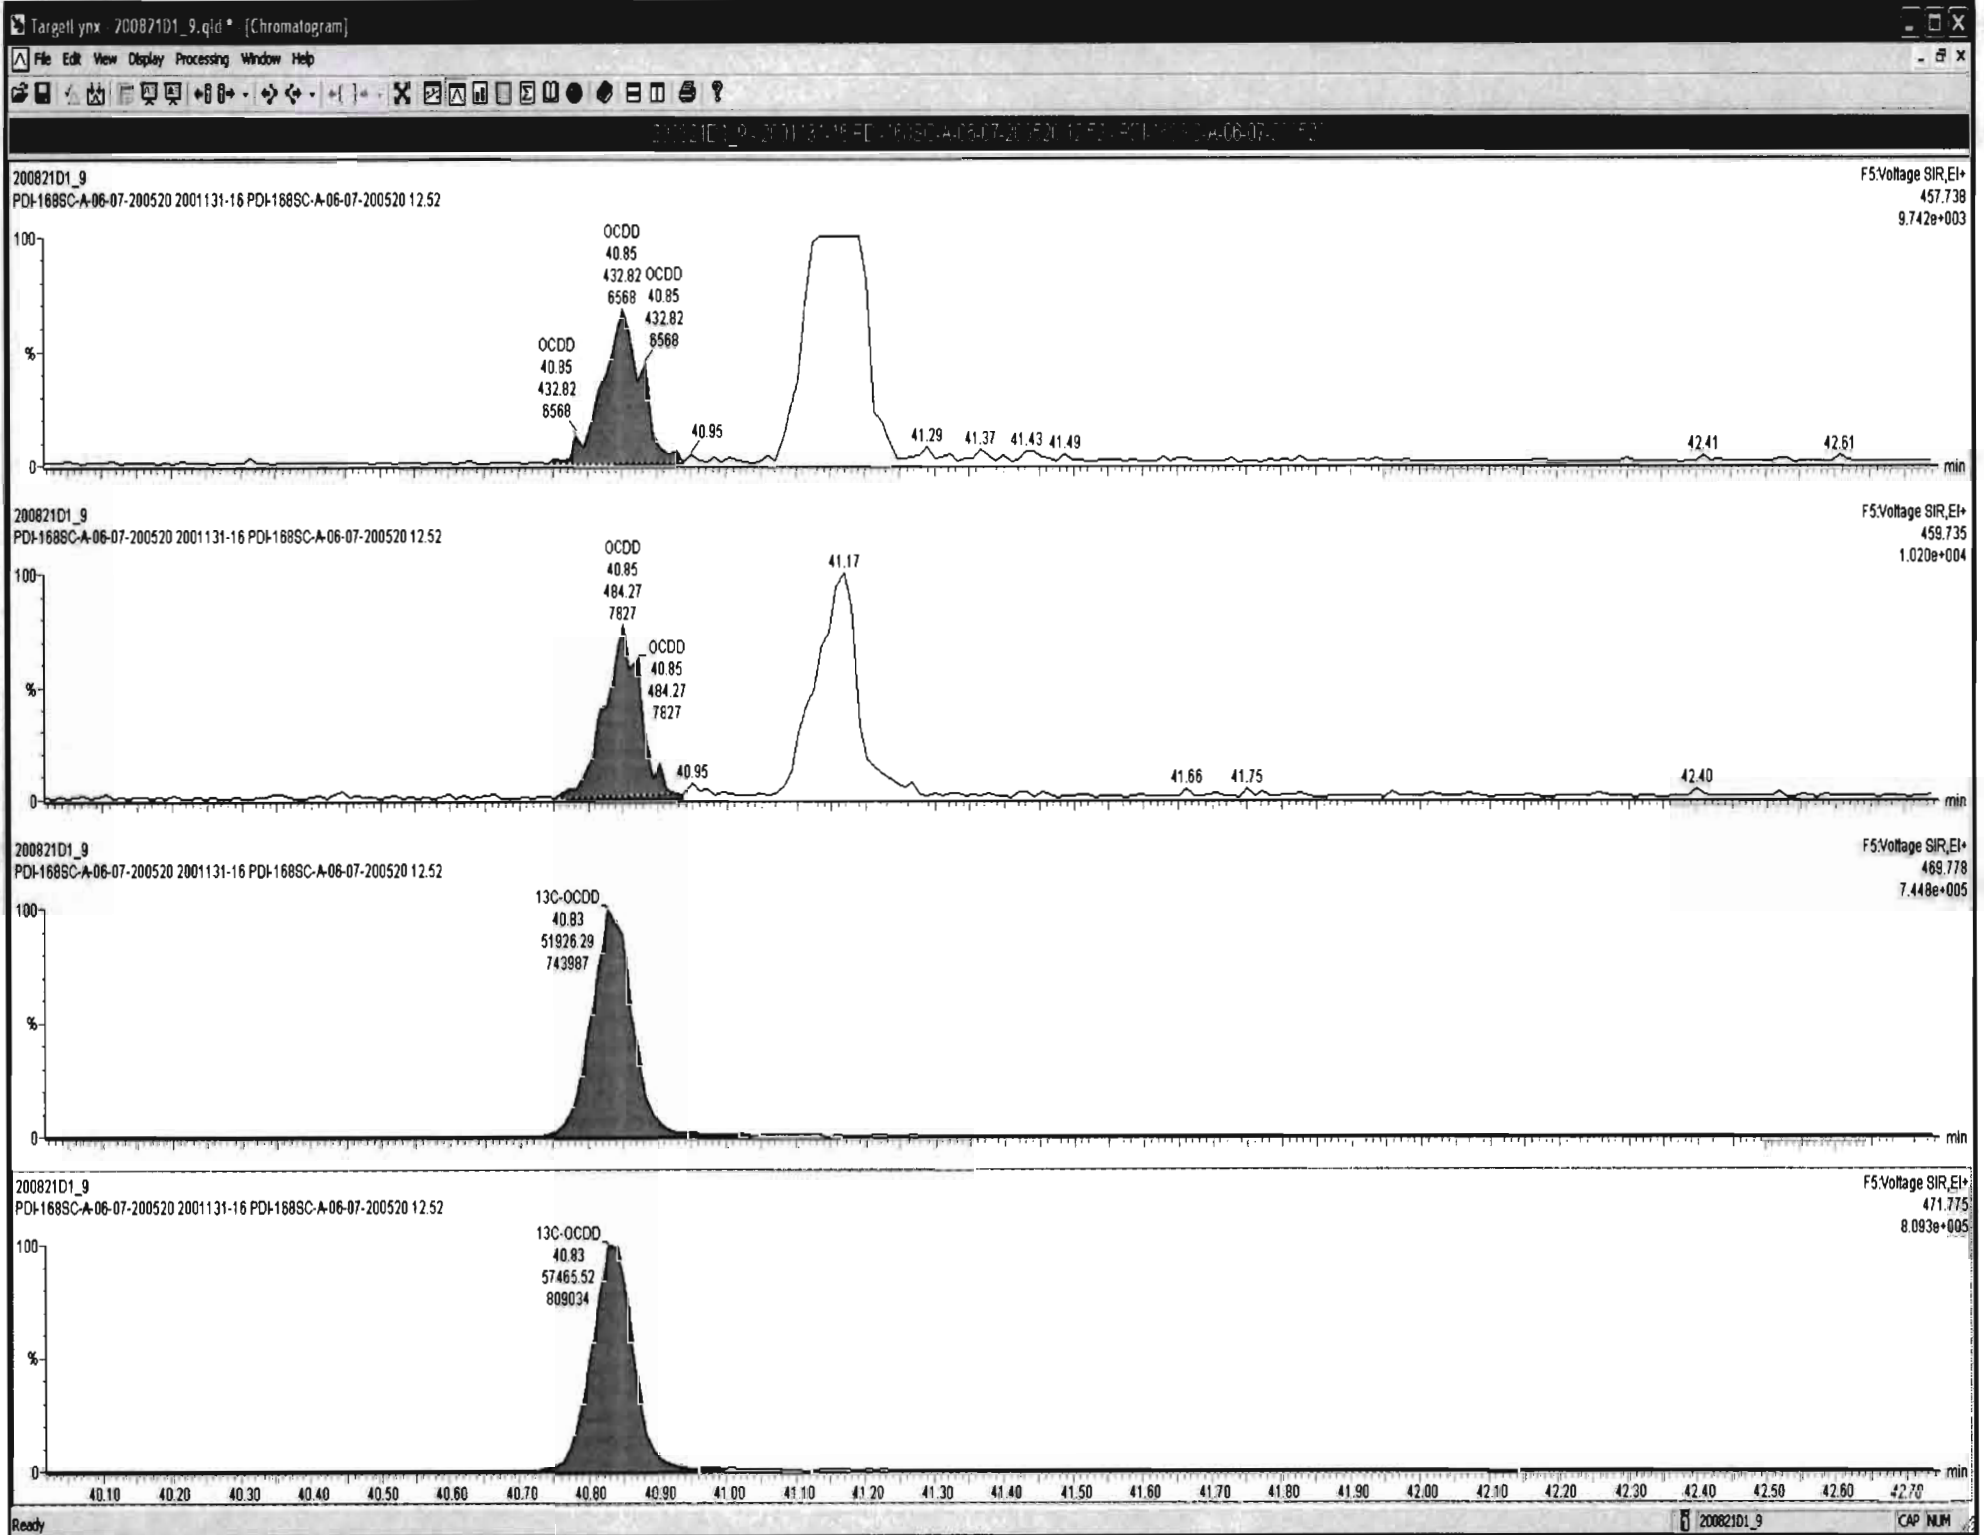 TargetLynx - 200821D1_9.qld * - [Chromatogram]
File Edit View Display Processing Window Help
200821D1_9
PDI-168SC-A-06-07-200520 2001131-16 PDI-168SC-A-06-07-200520 12.52
F5:Voltage SIR,EI+
457.738
9.742e+003
100
%
0
OCDD
40.85
432.82
6568
OCDD
40.85
432.82
6568
OCDD
40.85
432.82
6568
40.95
41.29
41.37
41.43
41.49
42.41
42.61
min
200821D1_9
PDI-168SC-A-06-07-200520 2001131-16 PDI-168SC-A-06-07-200520 12.52
F5:Voltage SIR,EI+
459.735
1.020e+004
100
%
0
OCDD
40.85
484.27
7827
OCDD
40.85
484.27
7827
40.95
41.17
41.66
41.75
42.40
min
200821D1_9
PDI-168SC-A-06-07-200520 2001131-16 PDI-168SC-A-06-07-200520 12.52
F5:Voltage SIR,EI+
469.778
7.448e+005
100
%
0
13C-OCDD
40.83
51926.29
743987
min
200821D1_9
PDI-168SC-A-06-07-200520 2001131-16 PDI-168SC-A-06-07-200520 12.52
F5:Voltage SIR,EI+
471.775
8.093e+005
100
%
0
13C-OCDD
40.83
57465.52
809034
min
40.10 40.20 40.30 40.40 40.50 40.60 40.70 40.80 40.90 41.00 41.10 41.20 41.30 41.40 41.50 41.60 41.70 41.80 41.90 42.00 42.10 42.20 42.30 42.40 42.50 42.60 42.70
Ready 200821D1_9 CAP NUM